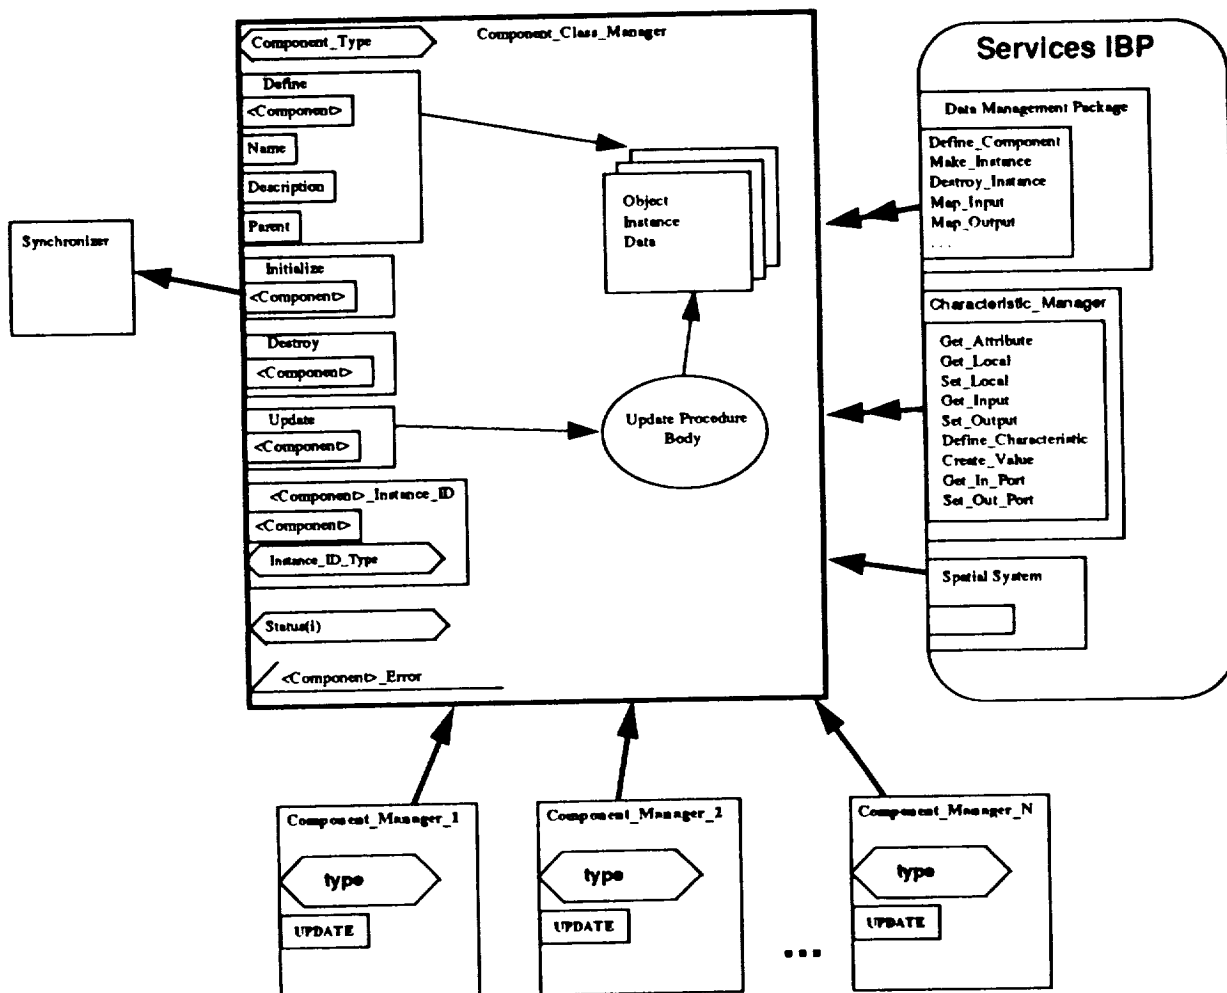 Component_Type
Component_Class_Manager
Define
<Component>
Name
Description
Parent
Initialize
<Component>
Destroy
<Component>
Update
<Component>
<Component>_Instance_ID
<Component>
Instance_ID_Type
Status(i)
<Component>_Error
Object
Instance
Data
Update Procedure
Body
Synchronizer
Services IBP
Data Management Package
Define_Component
Make_Instance
Destroy_Instance
Map_Input
Map_Output
...
Characteristic_Manager
Get_Attribute
Get_Local
Set_Local
Get_Input
Set_Output
Define_Characteristic
Create_Value
Get_In_Port
Set_Out_Port
Spatial System
Component_Manager_1
type
UPDATE
Component_Manager_2
type
UPDATE
...
Component_Manager_N
type
UPDATE